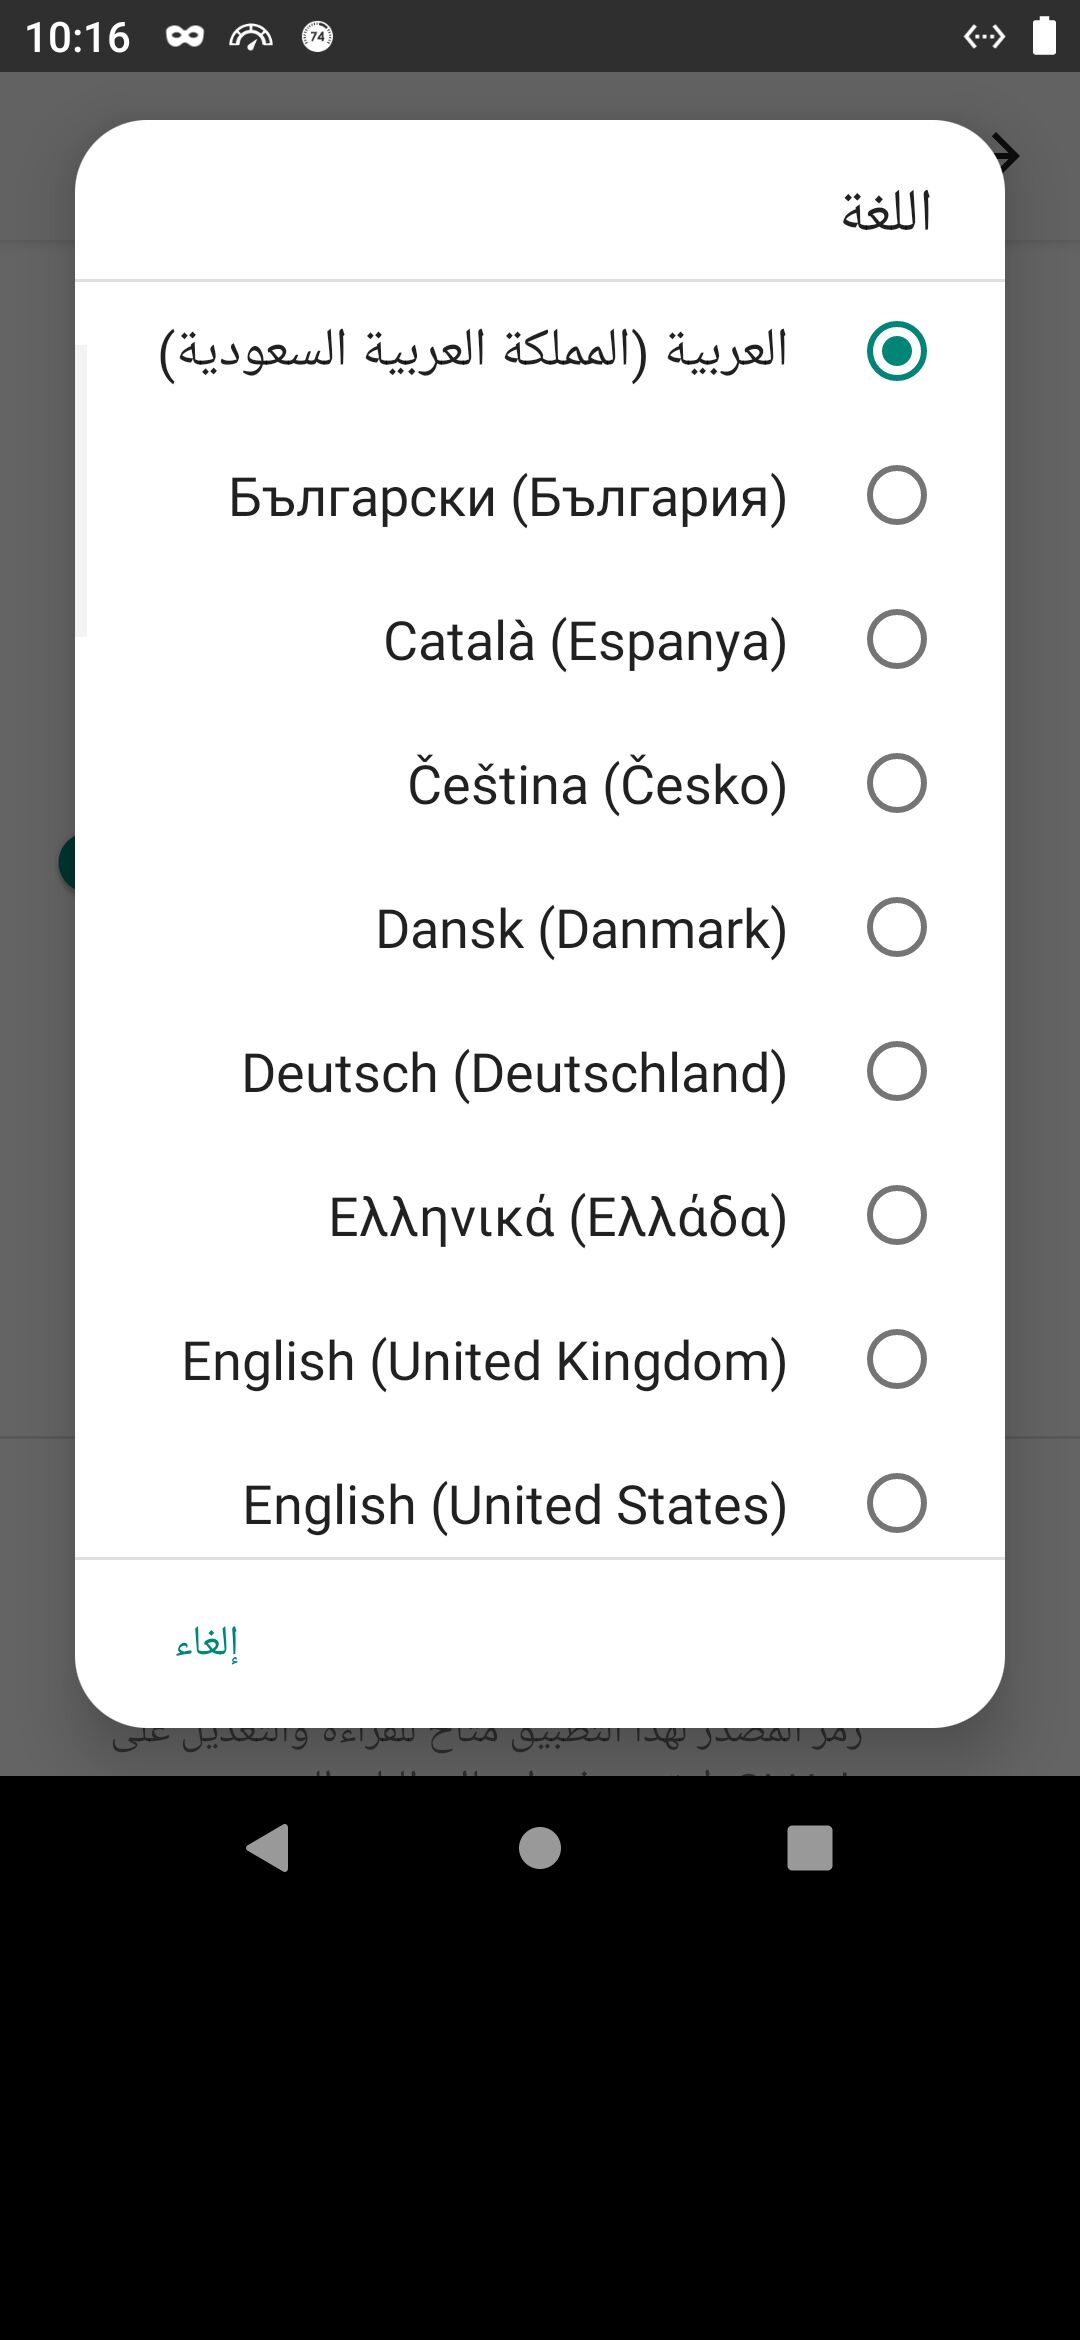 10:16
74
اللغة
العربية (المملكة العربية السعودية)
Български (България)
Català (Espanya)
Čeština (Česko)
Dansk (Danmark)
Deutsch (Deutschland)
Ελληνικά (Ελλάδα)
English (United Kingdom)
English (United States)
إلغاء
رمز المصدر لهذا التطبيق متاح للقراءة والتعديل على